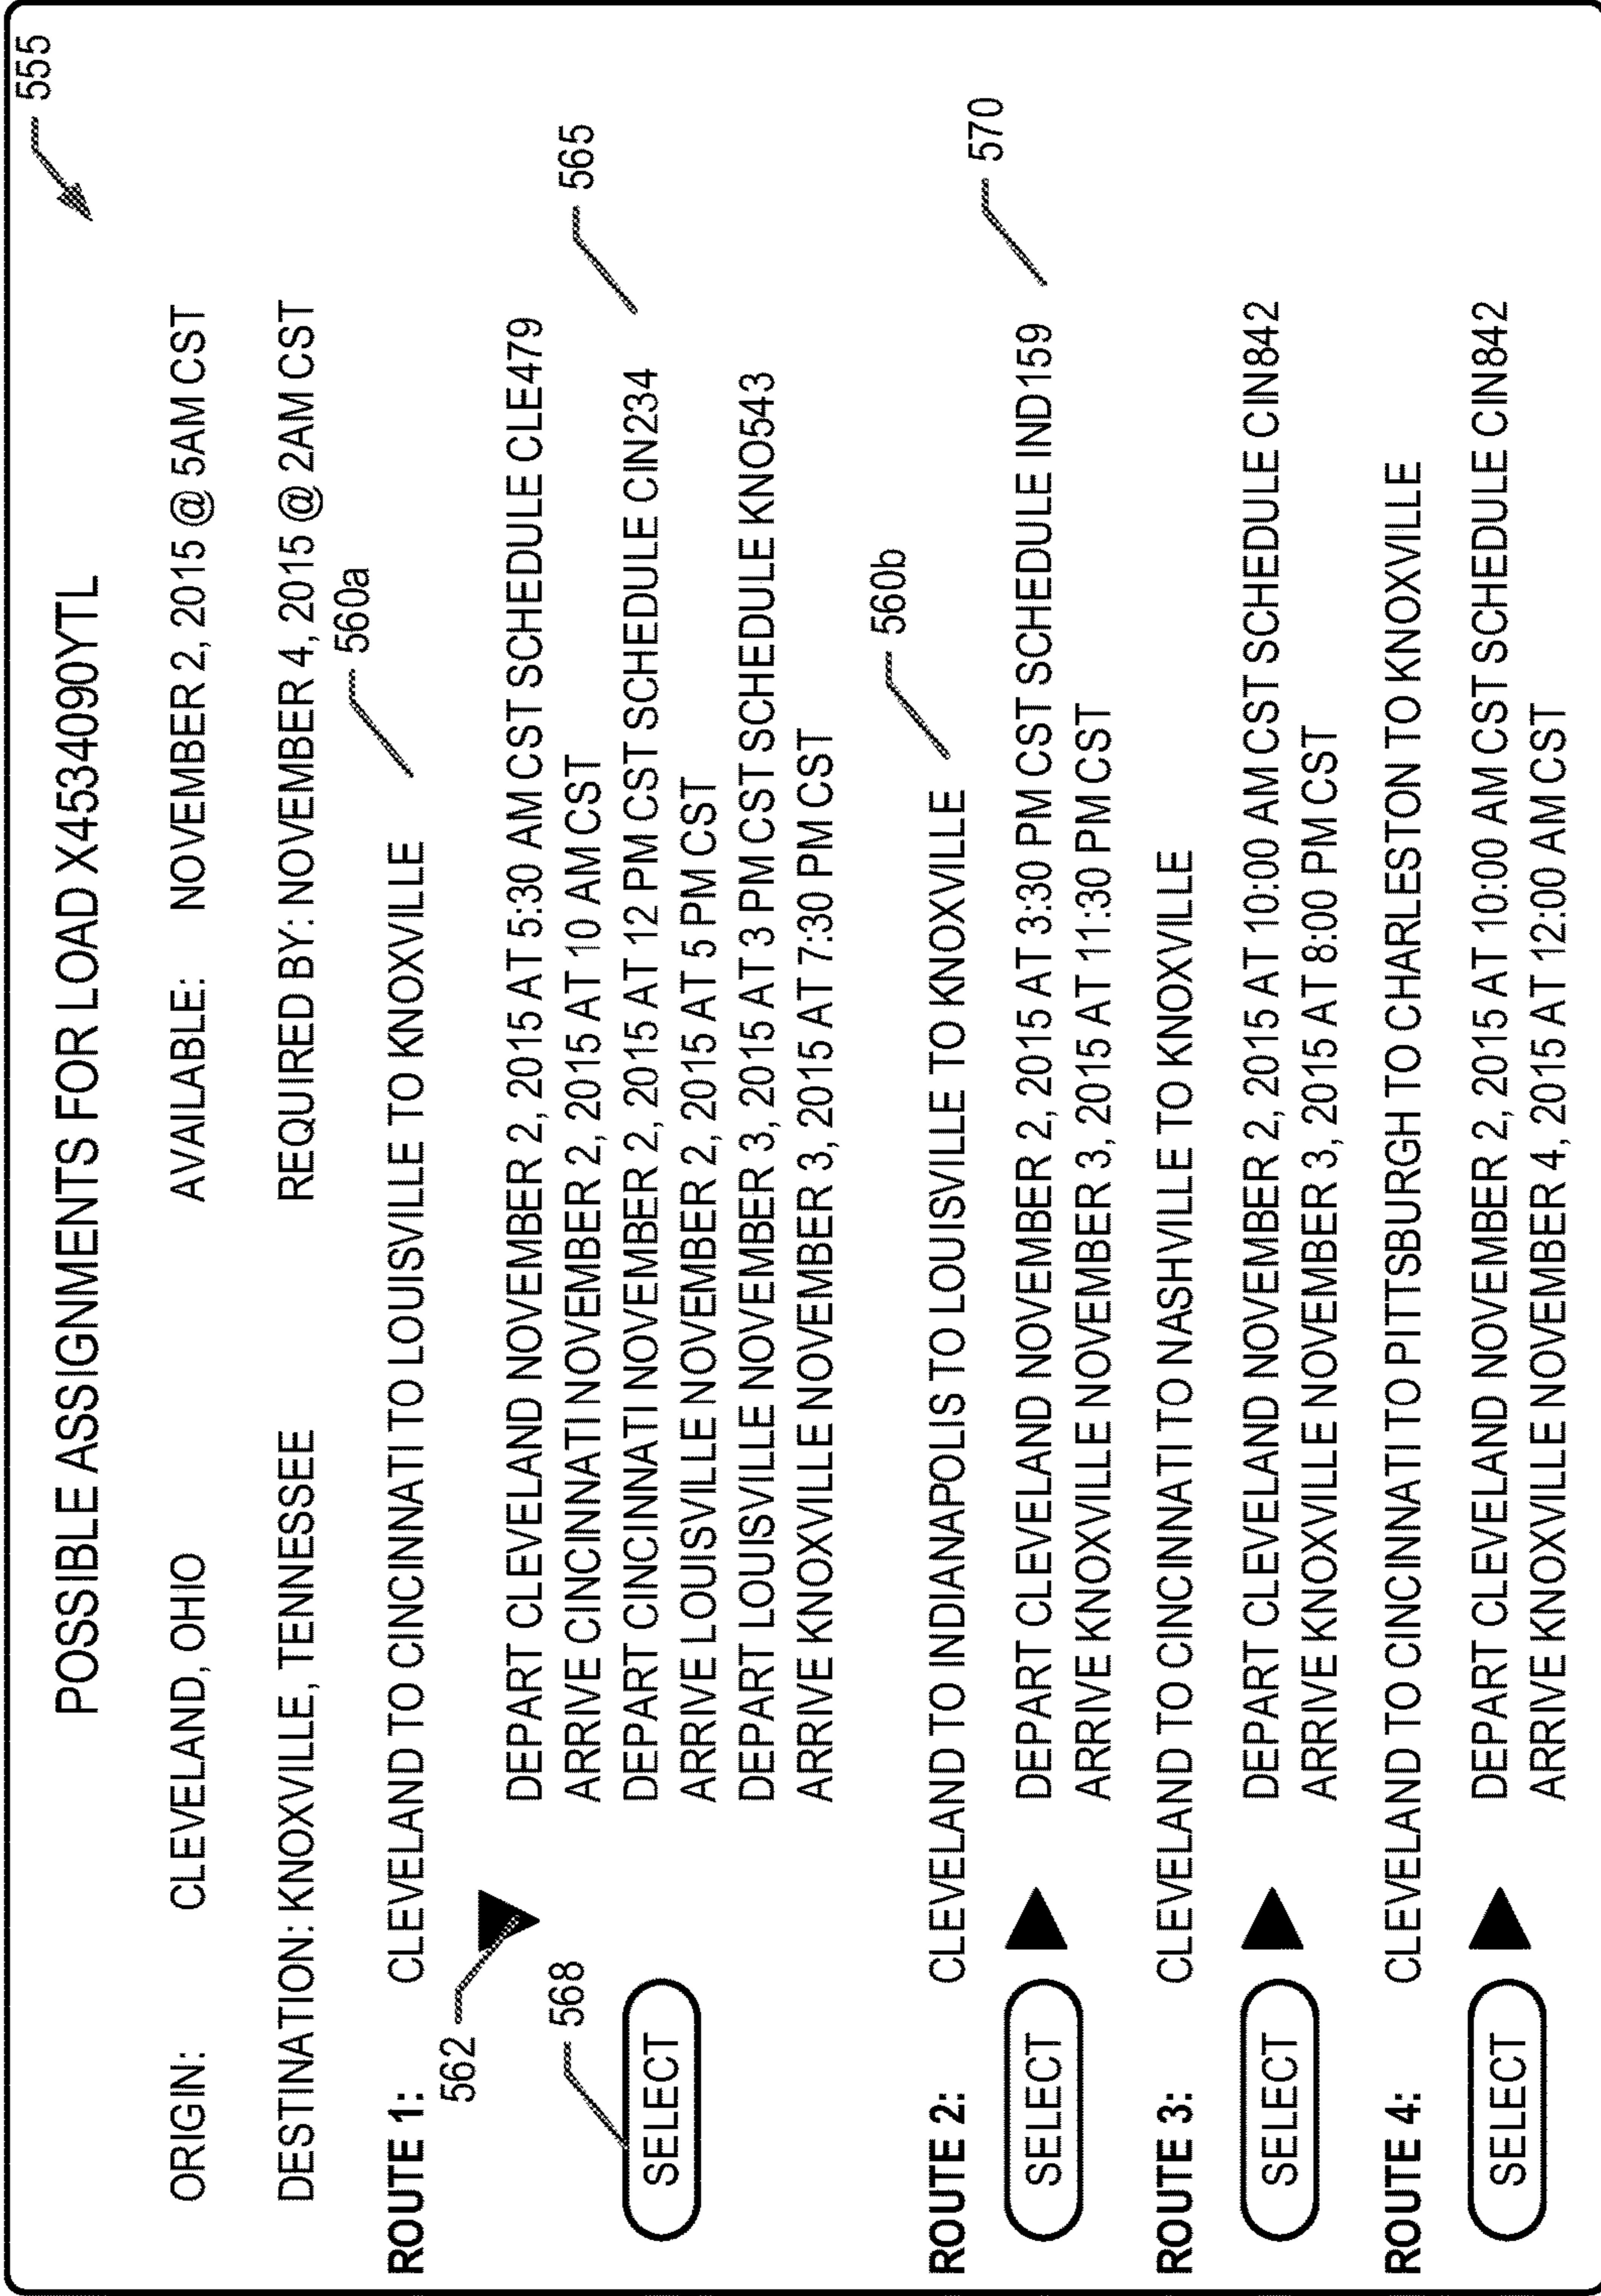 555
POSSIBLE ASSIGNMENTS FOR LOAD X4534090YTL
ORIGIN: CLEVELAND, OHIO AVAILABLE: NOVEMBER 2, 2015 @ 5AM CST
DESTINATION: KNOXVILLE, TENNESSEE REQUIRED BY: NOVEMBER 4, 2015 @ 2AM CST
560a
ROUTE 1: CLEVELAND TO CINCINNATI TO LOUISVILLE TO KNOXVILLE
562
DEPART CLEVELAND NOVEMBER 2, 2015 AT 5:30 AM CST SCHEDULE CLE479
565
568
ARRIVE CINCINNATI NOVEMBER 2, 2015 AT 10 AM CST
SELECT DEPART CINCINNATI NOVEMBER 2, 2015 AT 12 PM CST SCHEDULE CIN234
ARRIVE LOUISVILLE NOVEMBER 2, 2015 AT 5 PM CST
DEPART LOUISVILLE NOVEMBER 3, 2015 AT 3 PM CST SCHEDULE KNO543
ARRIVE KNOXVILLE NOVEMBER 3, 2015 AT 7:30 PM CST
560b
ROUTE 2: CLEVELAND TO INDIANAPOLIS TO LOUISVILLE TO KNOXVILLE
570
SELECT DEPART CLEVELAND NOVEMBER 2, 2015 AT 3:30 PM CST SCHEDULE IND159
ARRIVE KNOXVILLE NOVEMBER 3, 2015 AT 11:30 PM CST
ROUTE 3: CLEVELAND TO CINCINNATI TO NASHVILLE TO KNOXVILLE
SELECT DEPART CLEVELAND NOVEMBER 2, 2015 AT 10:00 AM CST SCHEDULE CIN842
ARRIVE KNOXVILLE NOVEMBER 3, 2015 AT 8:00 PM CST
ROUTE 4: CLEVELAND TO CINCINNATI TO PITTSBURGH TO CHARLESTON TO KNOXVILLE
SELECT DEPART CLEVELAND NOVEMBER 2, 2015 AT 10:00 AM CST SCHEDULE CIN842
ARRIVE KNOXVILLE NOVEMBER 4, 2015 AT 12:00 AM CST